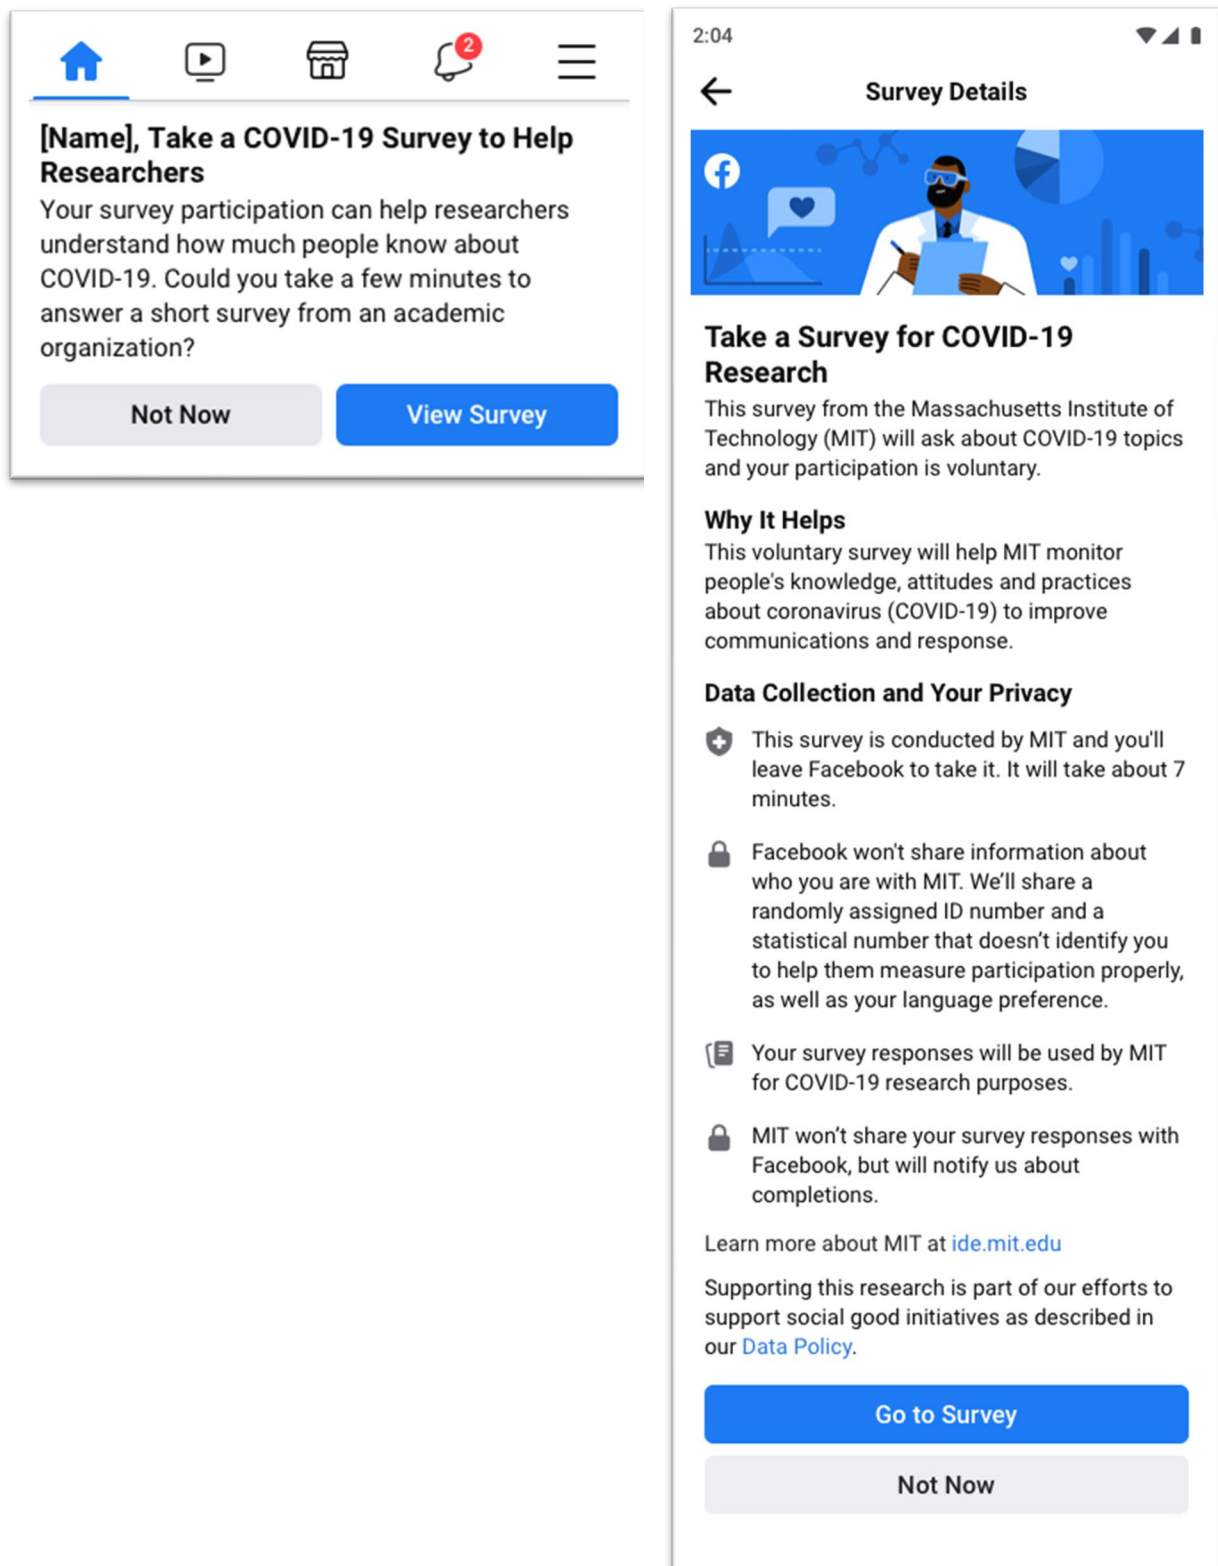 2
[Name], Take a COVID-19 Survey to Help
Researchers
Your survey participation can help researchers
understand how much people know about
COVID-19. Could you take a few minutes to
answer a short survey from an academic
organization?
Not Now
View Survey
2:04
Survey Details
Take a Survey for COVID-19
Research
This survey from the Massachusetts Institute of
Technology (MIT) will ask about COVID-19 topics
and your participation is voluntary.
Why It Helps
This voluntary survey will help MIT monitor
people's knowledge, attitudes and practices
about coronavirus (COVID-19) to improve
communications and response.
Data Collection and Your Privacy
This survey is conducted by MIT and you'll
leave Facebook to take it. It will take about 7
minutes.
Facebook won't share information about
who you are with MIT. We’ll share a
randomly assigned ID number and a
statistical number that doesn’t identify you
to help them measure participation properly,
as well as your language preference.
Your survey responses will be used by MIT
for COVID-19 research purposes.
MIT won’t share your survey responses with
Facebook, but will notify us about
completions.
Learn more about MIT at ide.mit.edu
Supporting this research is part of our efforts to
support social good initiatives as described in
our Data Policy.
Go to Survey
Not Now